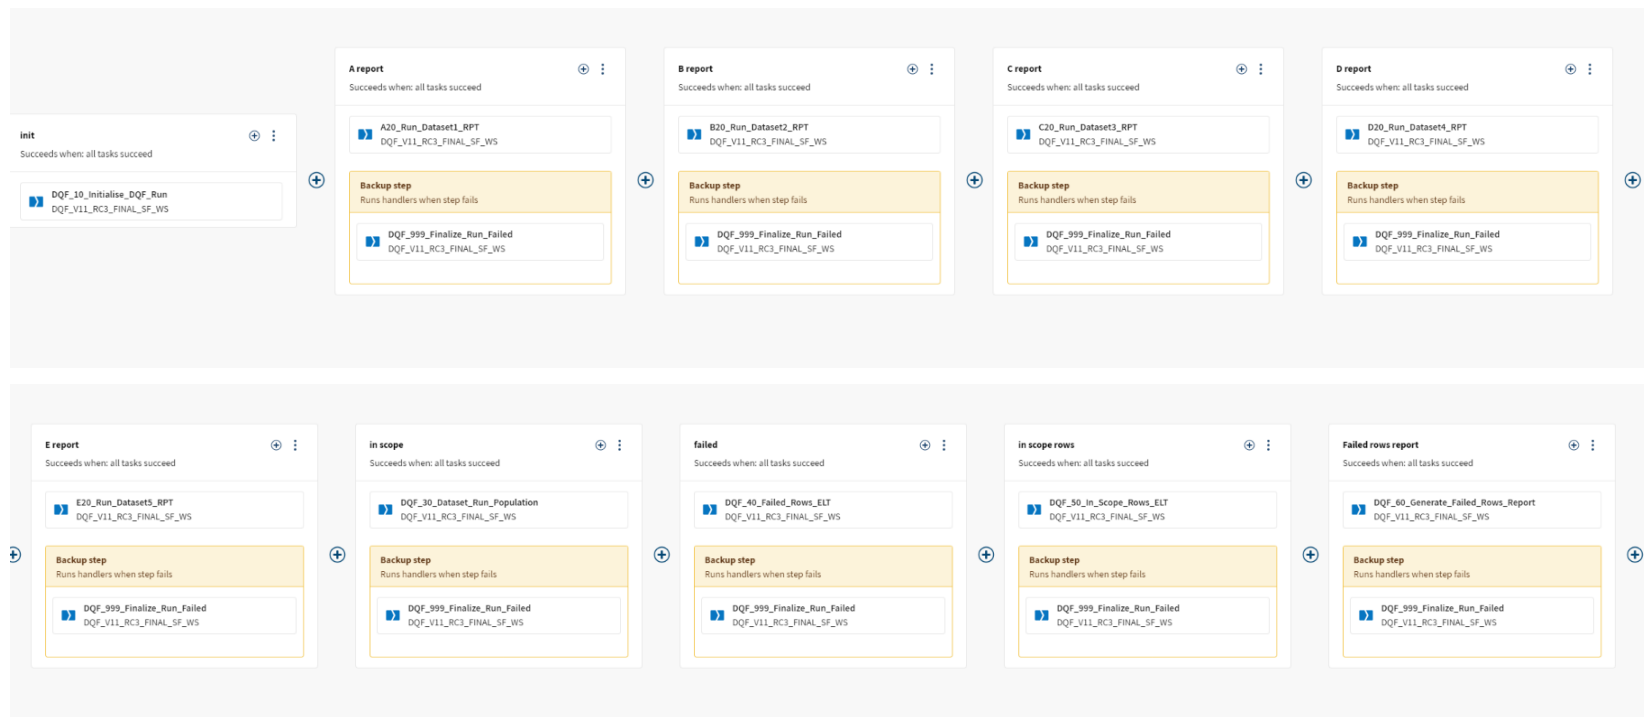 init
Succeeds when: all tasks succeed
DQF_10_Initialise_DQF_Run
DQF_V11_RC3_FINAL_SF_WS
A report
Succeeds when: all tasks succeed
A20_Run_Dataset1_RPT
DQF_V11_RC3_FINAL_SF_WS
Backup step
Runs handlers when step fails
DQF_999_Finalize_Run_Failed
DQF_V11_RC3_FINAL_SF_WS
B report
Succeeds when: all tasks succeed
B20_Run_Dataset2_RPT
DQF_V11_RC3_FINAL_SF_WS
Backup step
Runs handlers when step fails
DQF_999_Finalize_Run_Failed
DQF_V11_RC3_FINAL_SF_WS
C report
Succeeds when: all tasks succeed
C20_Run_Dataset3_RPT
DQF_V11_RC3_FINAL_SF_WS
Backup step
Runs handlers when step fails
DQF_999_Finalize_Run_Failed
DQF_V11_RC3_FINAL_SF_WS
D report
Succeeds when: all tasks succeed
D20_Run_Dataset4_RPT
DQF_V11_RC3_FINAL_SF_WS
Backup step
Runs handlers when step fails
DQF_999_Finalize_Run_Failed
DQF_V11_RC3_FINAL_SF_WS
E report
Succeeds when: all tasks succeed
E20_Run_Dataset5_RPT
DQF_V11_RC3_FINAL_SF_WS
Backup step
Runs handlers when step fails
DQF_999_Finalize_Run_Failed
DQF_V11_RC3_FINAL_SF_WS
in scope
Succeeds when: all tasks succeed
DQF_30_Dataset_Run_Population
DQF_V11_RC3_FINAL_SF_WS
Backup step
Runs handlers when step fails
DQF_999_Finalize_Run_Failed
DQF_V11_RC3_FINAL_SF_WS
failed
Succeeds when: all tasks succeed
DQF_40_Failed_Rows_ELT
DQF_V11_RC3_FINAL_SF_WS
Backup step
Runs handlers when step fails
DQF_999_Finalize_Run_Failed
DQF_V11_RC3_FINAL_SF_WS
in scope rows
Succeeds when: all tasks succeed
DQF_50_In_Scope_Rows_ELT
DQF_V11_RC3_FINAL_SF_WS
Backup step
Runs handlers when step fails
DQF_999_Finalize_Run_Failed
DQF_V11_RC3_FINAL_SF_WS
Failed rows report
Succeeds when: all tasks succeed
DQF_60_Generate_Failed_Rows_Report
DQF_V11_RC3_FINAL_SF_WS
Backup step
Runs handlers when step fails
DQF_999_Finalize_Run_Failed
DQF_V11_RC3_FINAL_SF_WS